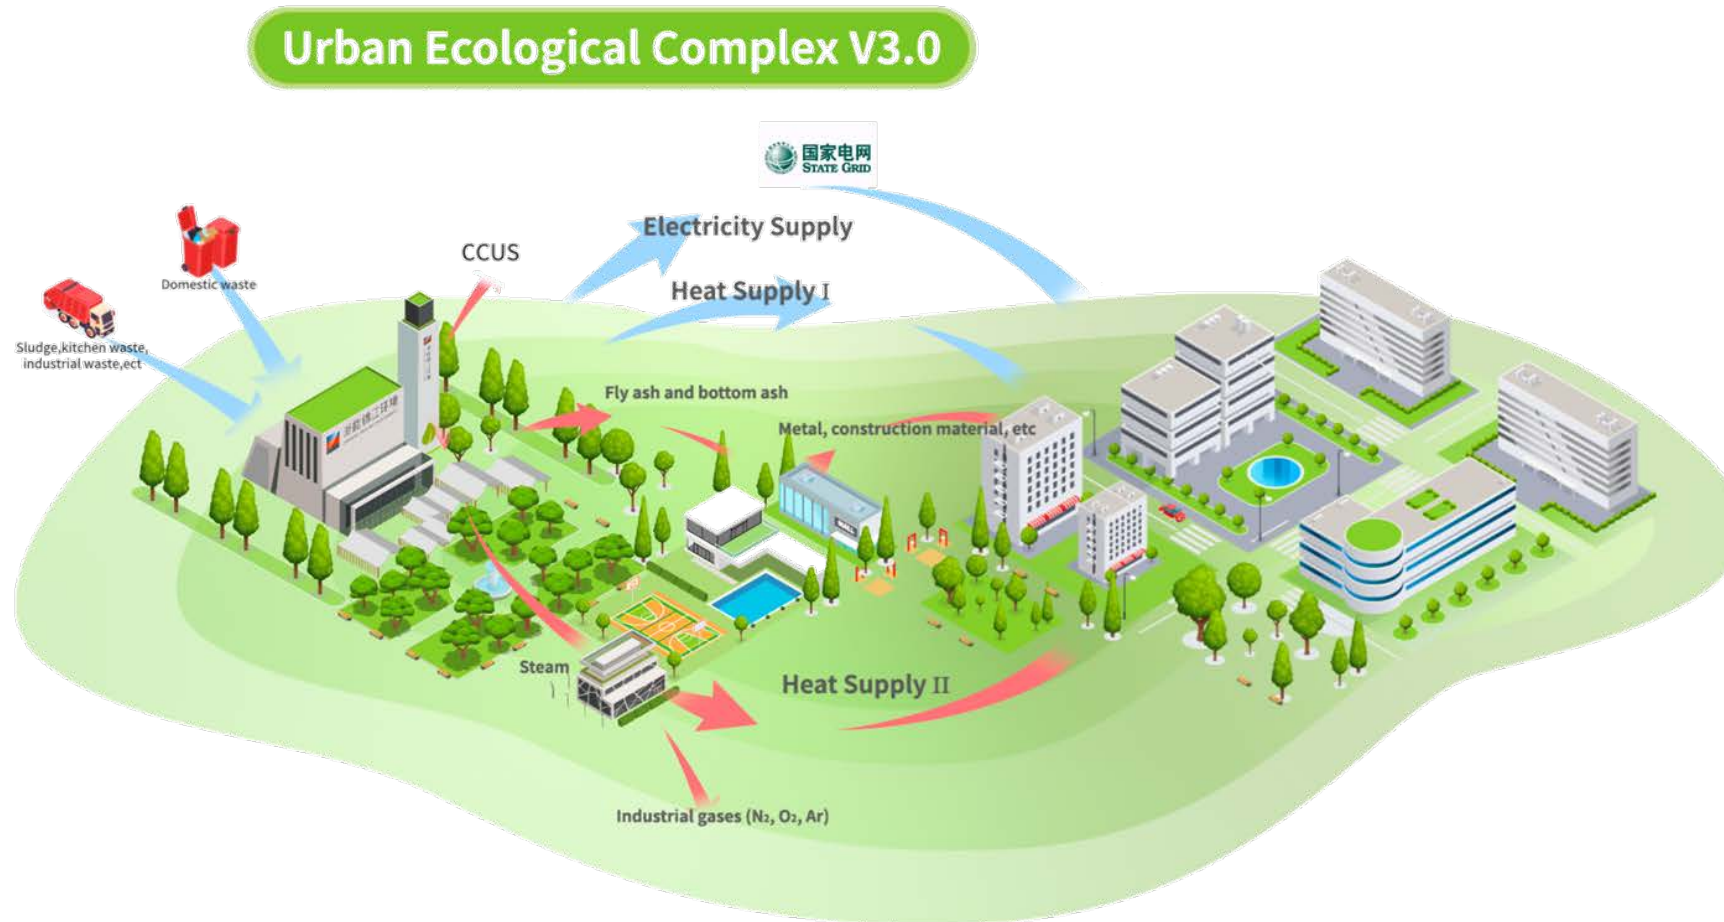 Urban Ecological Complex V3.0
国家电网
STATE GRID
Electricity Supply
CCUS
Domestic waste
Heat Supply I
Sludge,kitchen waste,
industrial waste,ect
Fly ash and bottom ash
Metal, construction material, etc
MALL
Steam
Heat Supply II
Industrial gases (N₂, O₂, Ar)